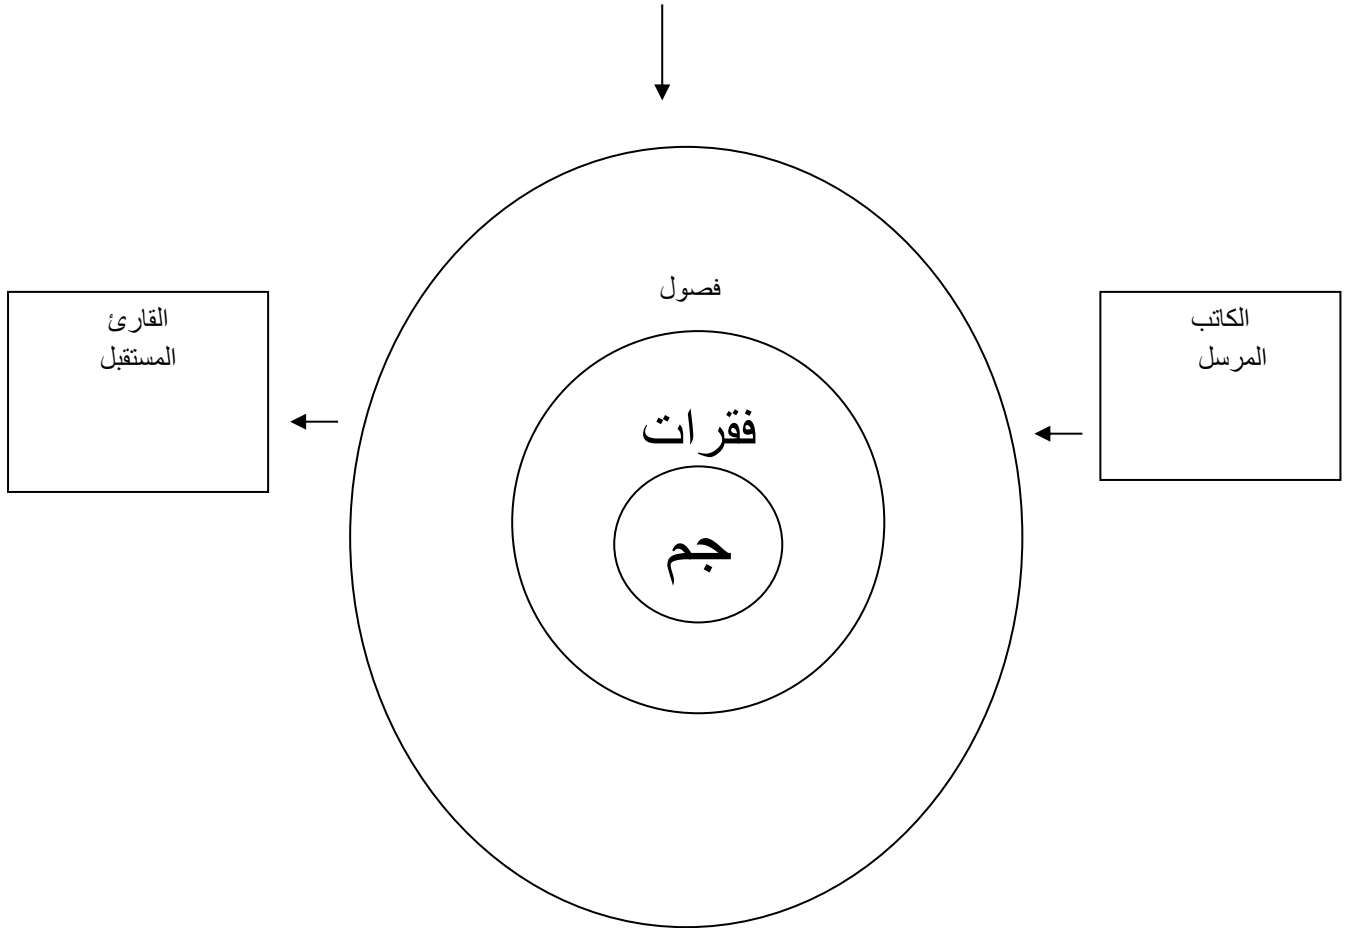 فصول
الكاتب
المرسل
القارئ
المستقبل
فقرات
جم